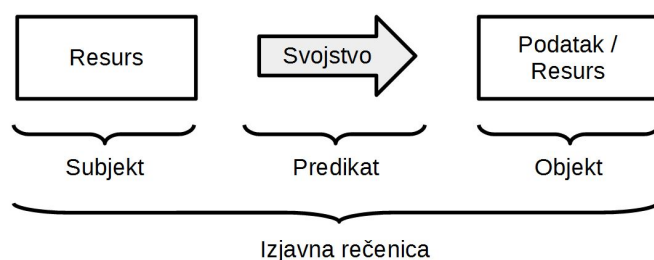 Resurs
Svojstvo
Podatak /
Resurs
Subjekt
Predikat
Objekt
Izjavna rečenica